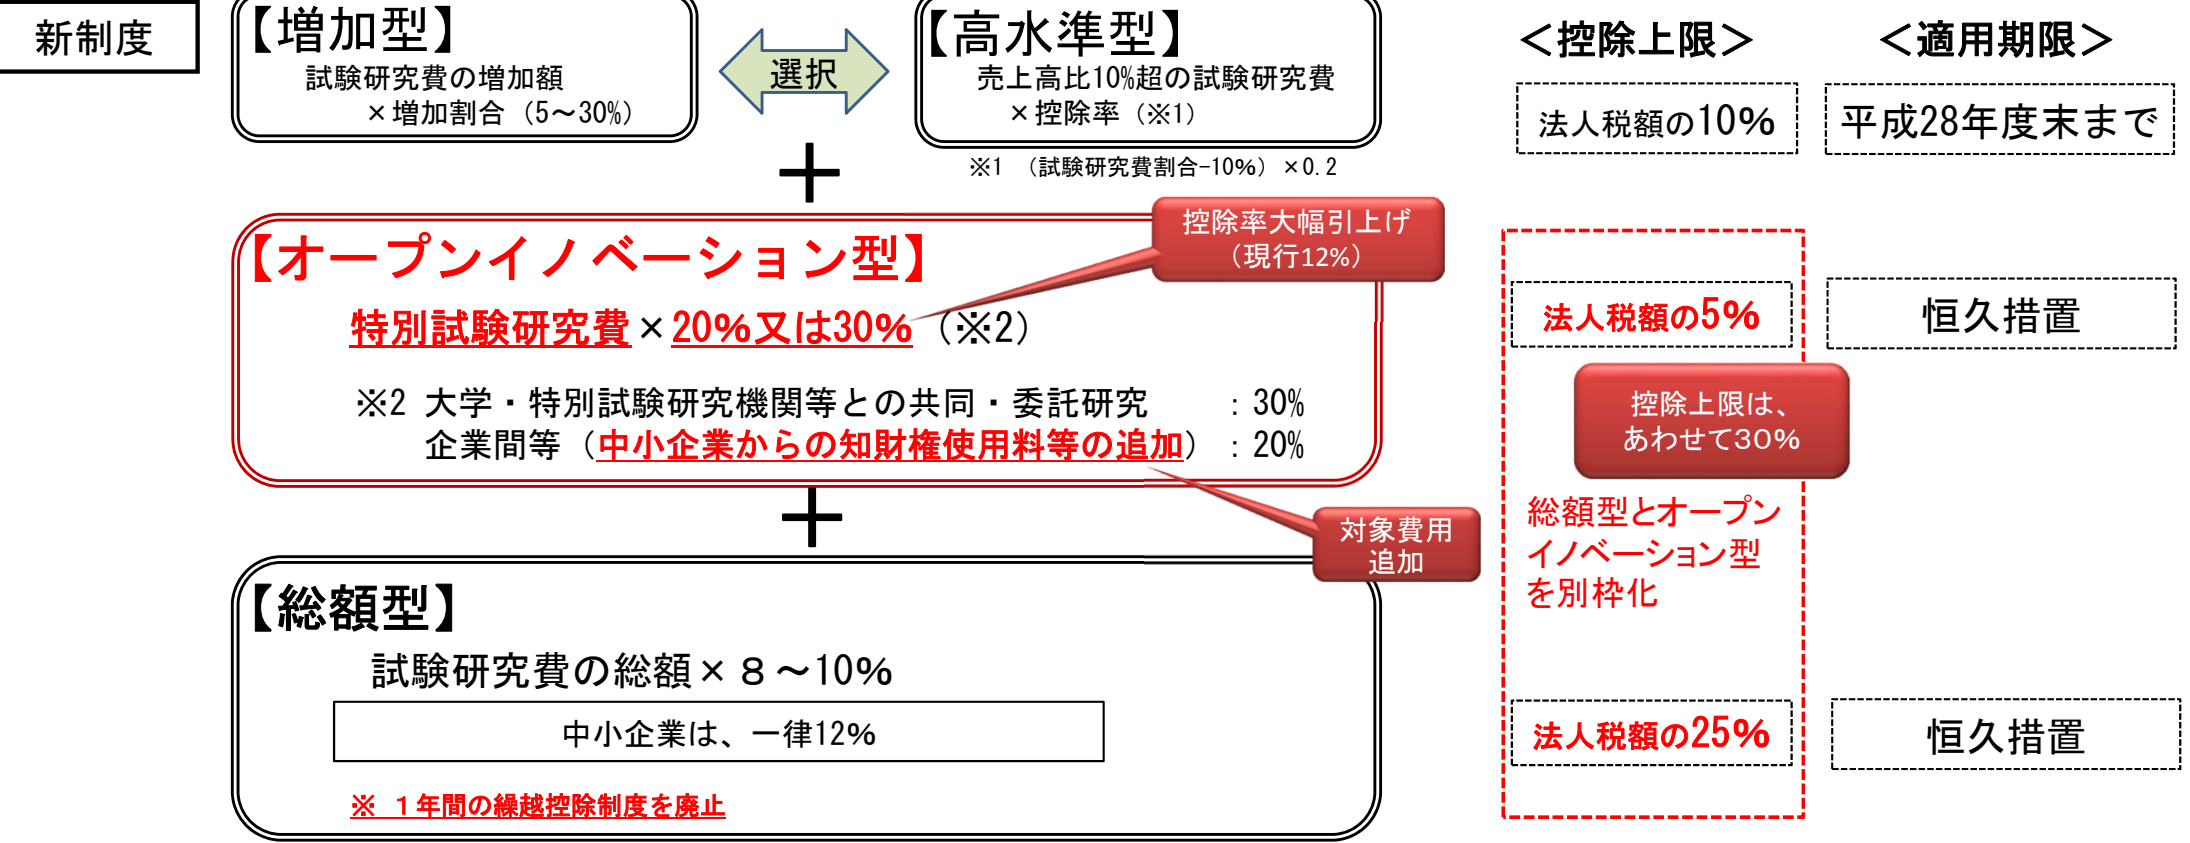 新制度
【増加型】
試験研究費の増加額
×増加割合（5～30%）
選択
【高水準型】
売上高比10%超の試験研究費
×控除率（※1）
※1 （試験研究費割合-10%）×0.2
＜控除上限＞
＜適用期限＞
法人税額の10%
平成28年度末まで
＋
【オープンイノベーション型】
控除率大幅引上げ
（現行12%）
特別試験研究費×20%又は30%（※2）
※2 大学・特別試験研究機関等との共同・委託研究 ：30%
企業間等（中小企業からの知財権使用料等の追加）：20%
法人税額の5%
恒久措置
控除上限は、
あわせて30%
対象費用
追加
総額型とオープン
イノベーション型
を別枠化
＋
【総額型】
試験研究費の総額×８～10%
中小企業は、一律12%
※ １年間の繰越控除制度を廃止
法人税額の25%
恒久措置